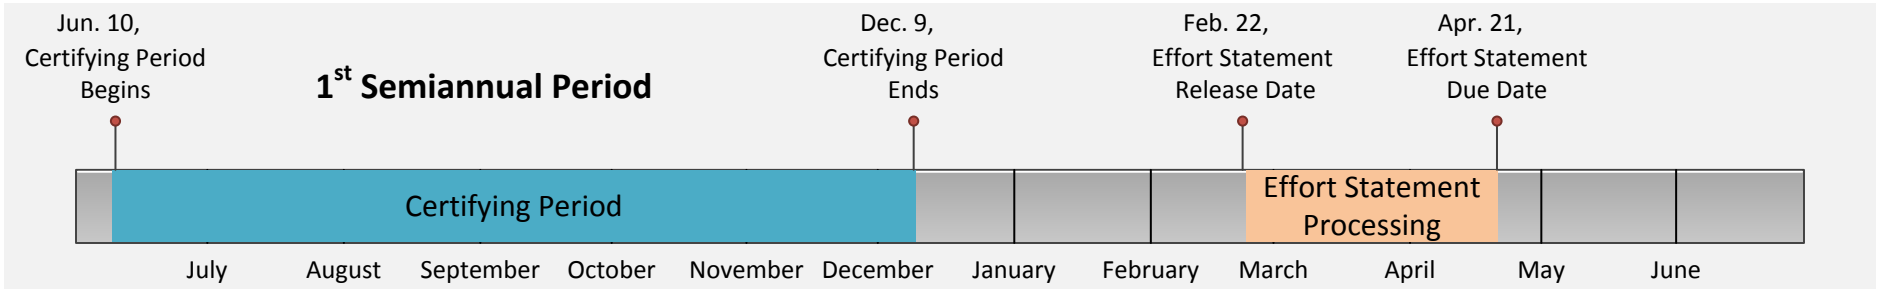 Jun. 10,
Certifying Period
Begins
1st Semiannual Period
Dec. 9,
Certifying Period
Ends
Feb. 22,
Effort Statement
Release Date
Apr. 21,
Effort Statement
Due Date
Certifying Period
Effort Statement
Processing
July August September October November December January February March April May June